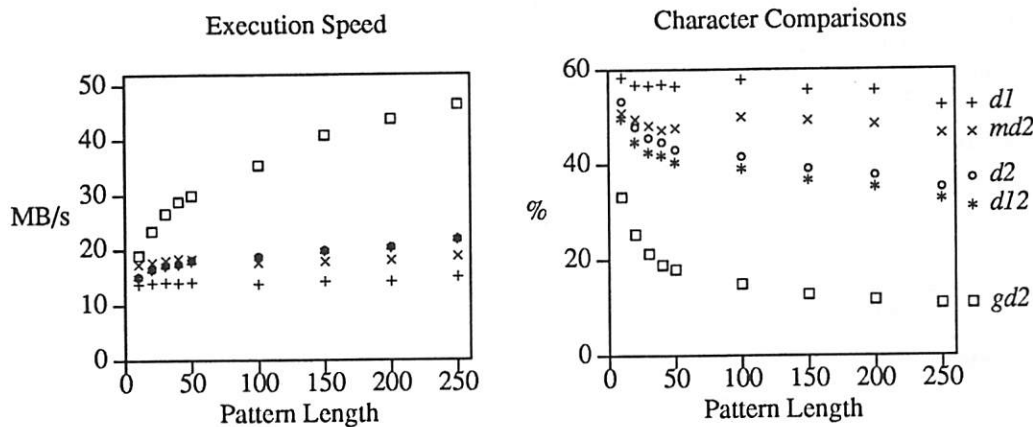 Execution Speed
50
40
30
MB/s
20
10
0
0 50 100 150 200 250
Pattern Length
Character Comparisons
60
40
%
20
0
0 50 100 150 200 250
Pattern Length
+ d1
× md2
o d2
* d12
□ gd2